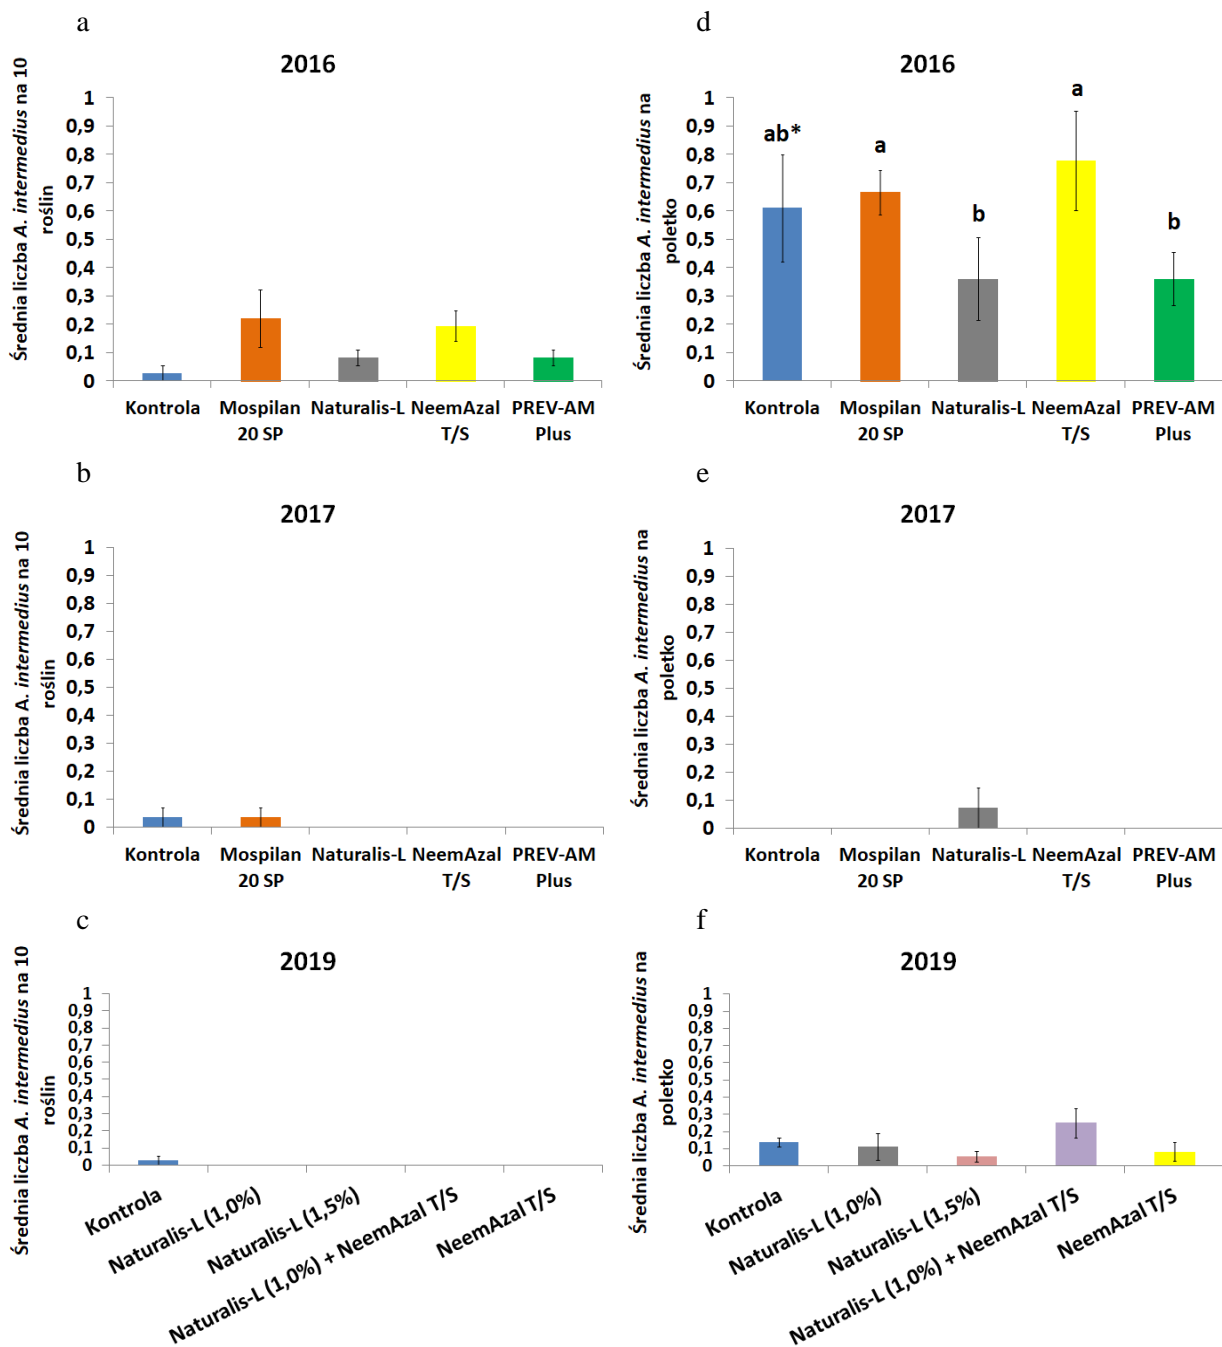 a
2016
Średnia liczba A. intermedius na 10
roślin
1
0,9
0,8
0,7
0,6
0,5
0,4
0,3
0,2
0,1
0
Kontrola Mospilan Naturalis-L NeemAzal PREV-AM
20 SP T/S Plus
d
2016
Średnia liczba A. intermedius na
poletko
1
0,9
0,8
0,7
0,6
0,5
0,4
0,3
0,2
0,1
0
ab* a b a b
Kontrola Mospilan Naturalis-L NeemAzal PREV-AM
20 SP T/S Plus
b
2017
Średnia liczba A. intermedius na 10
roślin
1
0,9
0,8
0,7
0,6
0,5
0,4
0,3
0,2
0,1
0
Kontrola Mospilan Naturalis-L NeemAzal PREV-AM
20 SP T/S Plus
e
2017
Średnia liczba A. intermedius na
poletko
1
0,9
0,8
0,7
0,6
0,5
0,4
0,3
0,2
0,1
0
Kontrola Mospilan Naturalis-L NeemAzal PREV-AM
20 SP T/S Plus
c
2019
Średnia liczba A. intermedius na 10
roślin
1
0,9
0,8
0,7
0,6
0,5
0,4
0,3
0,2
0,1
0
Kontrola
Naturalis-L (1,0%)
Naturalis-L (1,5%)
Naturalis-L (1,0%) + NeemAzal T/S
NeemAzal T/S
f
2019
Średnia liczba A. intermedius na
poletko
1
0,9
0,8
0,7
0,6
0,5
0,4
0,3
0,2
0,1
0
Kontrola
Naturalis-L (1,0%)
Naturalis-L (1,5%)
Naturalis-L (1,0%) + NeemAzal T/S
NeemAzal T/S